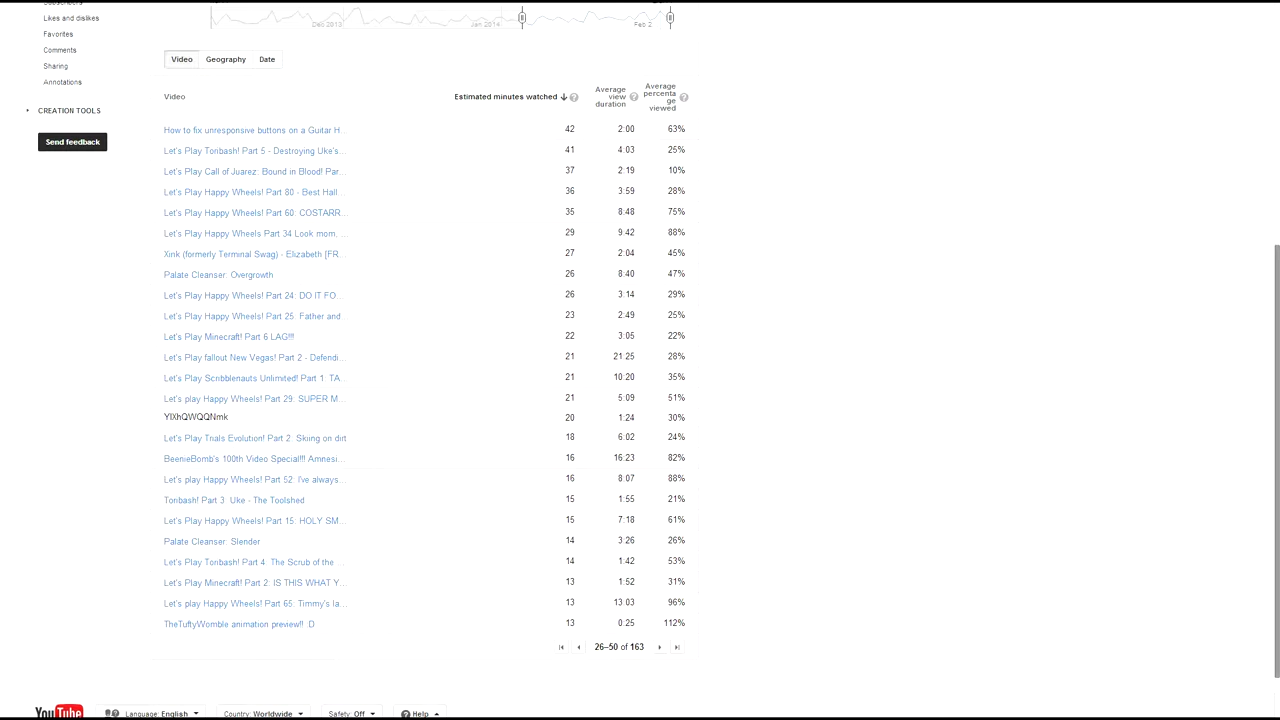 Subscribers
Likes and dislikes
Favorites
Comments
Sharing
Annotations
CREATION TOOLS
Send feedback
Dec 2013 Jan 2014 Feb 2
Video Geography Date
Video Estimated minutes watched Average view duration Average percentage viewed
How to fix unresponsive buttons on a Guitar H... 42 2:00 63%
Let's Play Toribash! Part 5 - Destroying Uke's... 41 4:03 25%
Let's Play Call of Juarez: Bound in Blood! Par... 37 2:19 10%
Let's Play Happy Wheels! Part 80 - Best Hall... 36 3:59 28%
Let's Play Happy Wheels! Part 60: COSTARR... 35 8:48 75%
Let's Play Happy Wheels Part 34 Look mom, ... 29 9:42 88%
Xink (formerly Terminal Swag) - Elizabeth [FR... 27 2:04 45%
Palate Cleanser: Overgrowth 26 8:40 47%
Let's Play Happy Wheels! Part 24: DO IT FO... 26 3:14 29%
Let's Play Happy Wheels! Part 25: Father and... 23 2:49 25%
Let's Play Minecraft! Part 6 LAG!!! 22 3:05 22%
Let's Play fallout New Vegas! Part 2 - Defendi... 21 21:25 28%
Let's Play Scribblenauts Unlimited! Part 1: TA... 21 10:20 35%
Let's play Happy Wheels! Part 29: SUPER M... 21 5:09 51%
YIXhQWQQNmk 20 1:24 30%
Let's Play Trials Evolution! Part 2: Skiing on dirt 18 6:02 24%
BeenieBomb's 100th Video Special!!! Amnesi... 16 16:23 82%
Let's play Happy Wheels! Part 52: I've always... 16 8:07 88%
Toribash! Part 3: Uke - The Toolshed 15 1:55 21%
Let's Play Happy Wheels! Part 15: HOLY SM... 15 7:18 61%
Palate Cleanser: Slender 14 3:26 26%
Let's Play Toribash! Part 4: The Scrub of the ... 14 1:42 53%
Let's Play Minecraft! Part 2: IS THIS WHAT Y... 13 1:52 31%
Let's play Happy Wheels! Part 65: Timmy's la... 13 13:03 96%
TheTuftyWomble animation preview!! :D 13 0:25 112%
26–50 of 163
YouTube Language: English Country: Worldwide Safety: Off Help